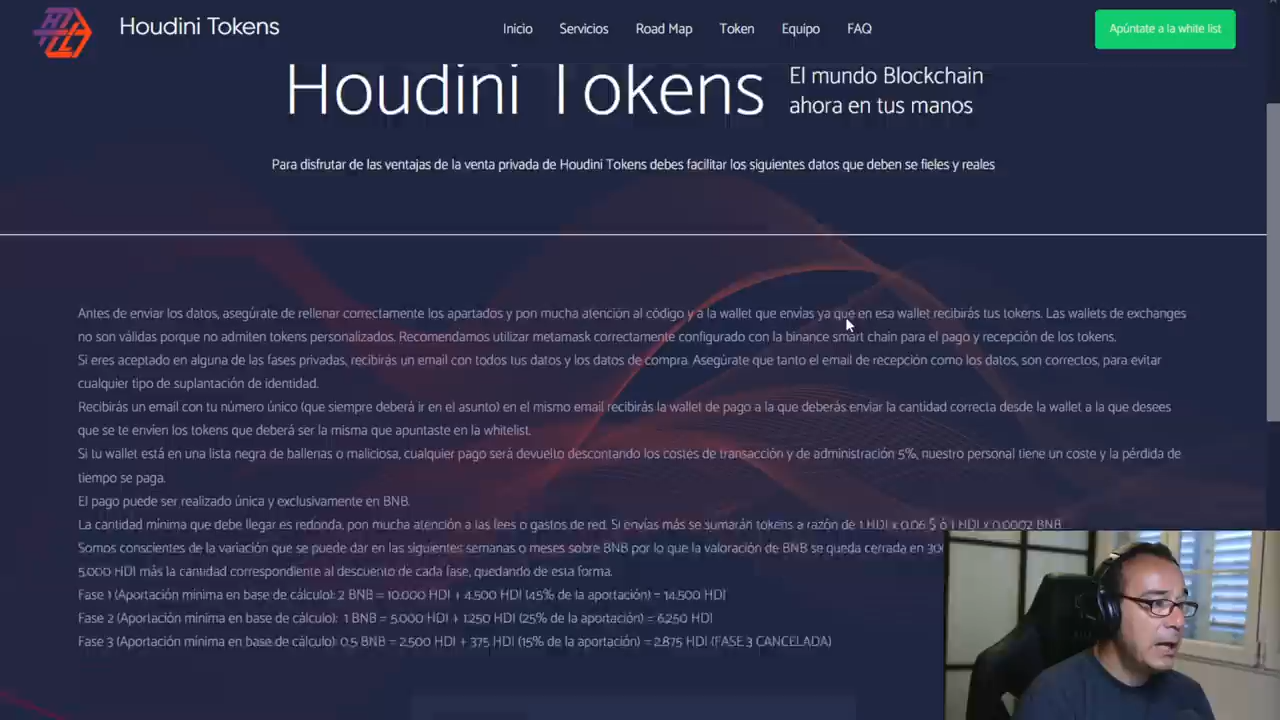 Houdini Tokens
Inicio Servicios Road Map Token Equipo FAQ
Apúntate a la white list
Houdini Tokens
El mundo Blockchain
ahora en tus manos
Para disfrutar de las ventajas de la venta privada de Houdini Tokens debes facilitar los siguientes datos que deben se fieles y reales
Antes de enviar los datos, asegúrate de rellenar correctamente los apartados y pon mucha atención al código y a la wallet que envías ya que en esa wallet recibirás tus tokens. Las wallets de exchanges
no son válidas porque no admiten tokens personalizados. Recomendamos utilizar metamask correctamente configurado con la binance smart chain para el pago y recepción de los tokens.
Si eres aceptado en alguna de las fases privadas, recibirás un email con todos tus datos y los datos de compra. Asegúrate que tanto el email de recepción como los datos, son correctos, para evitar
cualquier tipo de suplantación de identidad.
Recibirás un email con tu número único (que siempre deberá ir en el asunto) en el mismo email recibirás la wallet de pago a la que deberás enviar la cantidad correcta desde la wallet a la que desees
que se te envíen los tokens que deberá ser la misma que apuntaste en la whitelist.
Si tu wallet está en una lista negra de ballenas o maliciosa, cualquier pago será devuelto descontando los costes de transacción y de administración 5%, nuestro personal tiene un coste y la pérdida de
tiempo se paga.
El pago puede ser realizado única y exclusivamente en BNB.
La cantidad mínima que debe llegar es redonda, pon mucha atención a las fees o gastos de red. Si envías más se sumarán tokens a razón de 1 HDI x 0.06 $ ó 1 HDI x 0.0002 BNB
Somos conscientes de la variación que se puede dar en las siguientes semanas o meses sobre BNB por lo que la valoración de BNB se queda cerrada en
5.000 HDI más la cantidad correspondiente al descuento de cada fase, quedando de esta forma.
Fase 1 (Aportación mínima en base de cálculo): 2 BNB = 10.000 HDI + 4.500 HDI (45% de la aportación) = 14.500 HDI
Fase 2 (Aportación mínima en base de cálculo): 1 BNB = 5.000 HDI + 1.250 HDI (25% de la aportación) = 6.250 HDI
Fase 3 (Aportación mínima en base de cálculo): 0.5 BNB = 2.500 HDI + 375 HDI (15% de la aportación) = 2.875 HDI (FASE 3 CANCELADA)